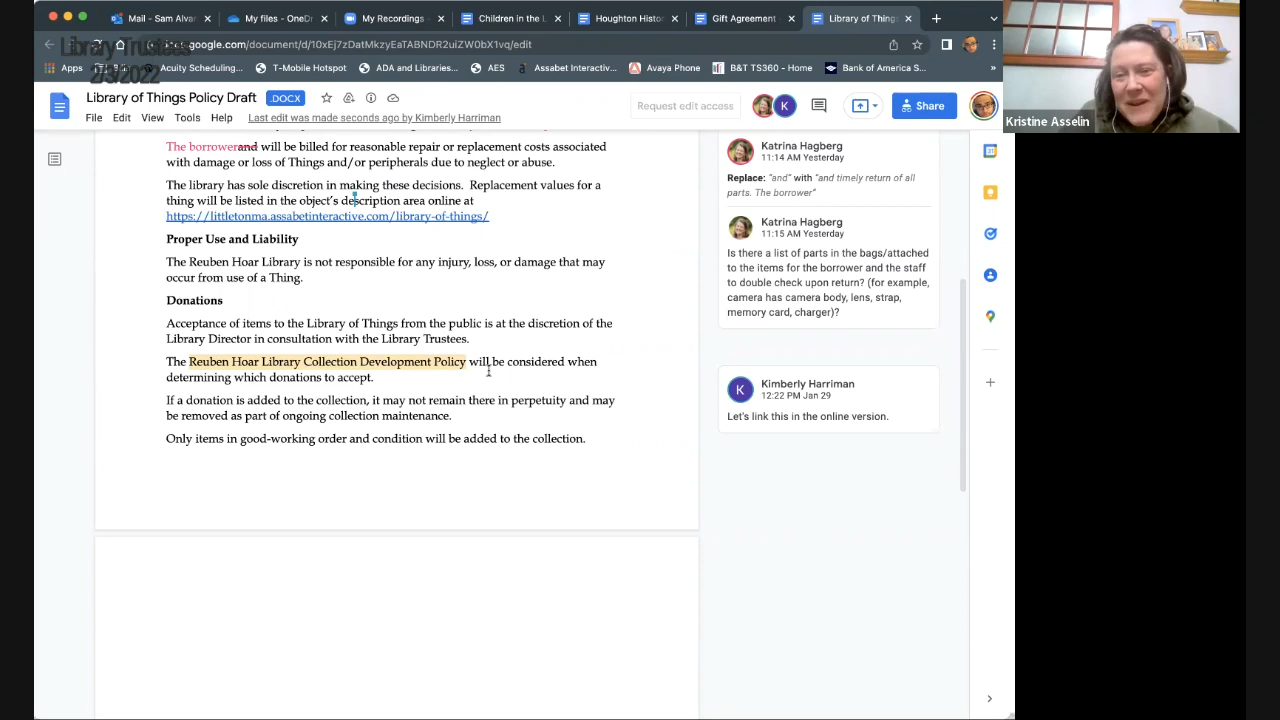 Mail - Sam Alvar
My files - OneDr
My Recordings -
Children in the L
Houghton Histor
Gift Agreement -
Library of Things
Library Trustees
2/3/2022
.google.com/document/d/10xEj7zDatMkzyEaTABNDR2uiZW0bX1vq/edit
Apps
Acuity Scheduling...
T-Mobile Hotspot
ADA and Libraries...
AES
Assabet Interactiv...
Avaya Phone
B&T TS360 - Home
Bank of America S...
»
Library of Things Policy Draft
.DOCX
Request edit access
K
Share
File Edit View Tools Help
Last edit was made seconds ago by Kimberly Harriman
Kristine Asselin
The borrowerand will be billed for reasonable repair or replacement costs associated
with damage or loss of Things and/or peripherals due to neglect or abuse.
The library has sole discretion in making these decisions. Replacement values for a
thing will be listed in the object's description area online at
https://littletonma.assabetinteractive.com/library-of-things/
Proper Use and Liability
The Reuben Hoar Library is not responsible for any injury, loss, or damage that may
occur from use of a Thing.
Donations
Acceptance of items to the Library of Things from the public is at the discretion of the
Library Director in consultation with the Library Trustees.
The Reuben Hoar Library Collection Development Policy will be considered when
determining which donations to accept.
If a donation is added to the collection, it may not remain there in perpetuity and may
be removed as part of ongoing collection maintenance.
Only items in good-working order and condition will be added to the collection.
Katrina Hagberg
11:14 AM Yesterday
Replace: "and" with "and timely return of all
parts. The borrower"
Katrina Hagberg
11:15 AM Yesterday
Is there a list of parts in the bags/attached
to the items for the borrower and the staff
to double check upon return? (for example,
camera has camera body, lens, strap,
memory card, charger)?
K
Kimberly Harriman
12:22 PM Jan 29
Let's link this in the online version.